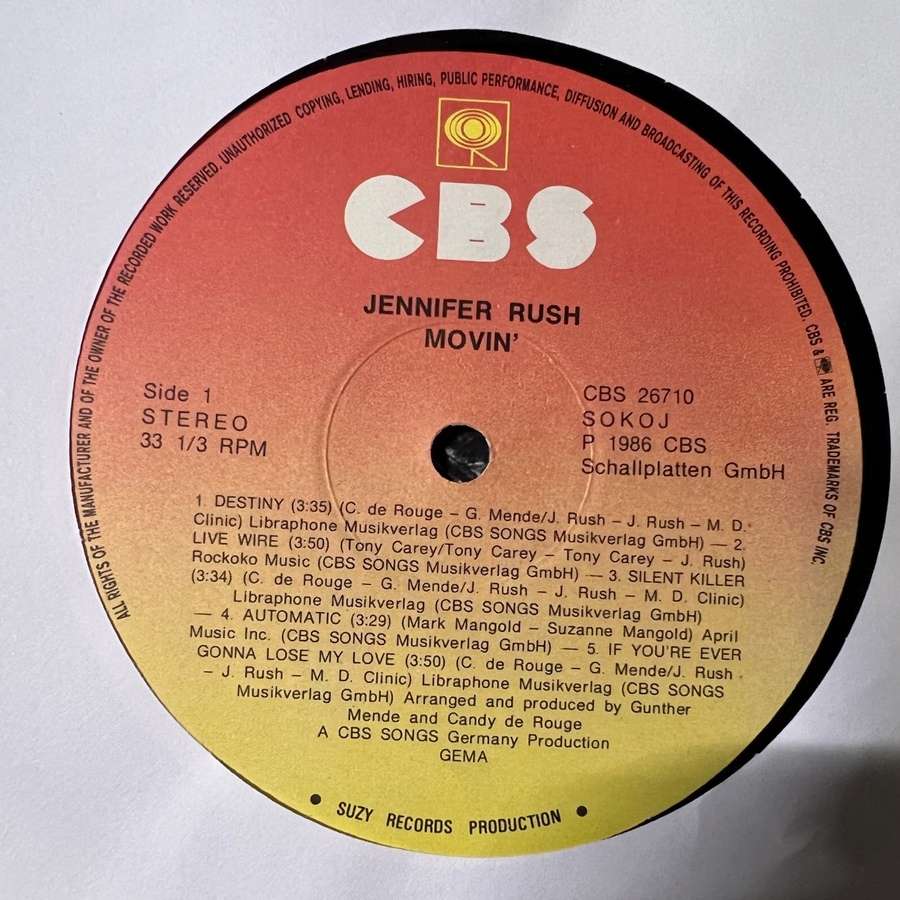 ALL RIGHTS OF THE MANUFACTURER AND OF THE OWNER OF THE RECORDED WORK RESERVED. UNAUTHORIZED COPYING, LENDING, HIRING, PUBLIC PERFORMANCE, DIFFUSION AND BROADCASTING OF THIS RECORDING PROHIBITED. CBS & ARE REG. TRADEMARKS OF CBS INC.
CBS
JENNIFER RUSH
MOVIN'
Side 1
STEREO
33 1/3 RPM
CBS 26710
SOKOJ
P 1986 CBS
Schallplatten GmbH
1. DESTINY (3:35) (C. de Rouge – G. Mende/J. Rush – J. Rush – M. D.
Clinic) Libraphone Musikverlag (CBS SONGS Musikverlag GmbH) — 2.
LIVE WIRE (3:50) (Tony Carey/Tony Carey – Tony Carey – J. Rush)
Rockoko Music (CBS SONGS Musikverlag GmbH) — 3. SILENT KILLER
(3:34) (C. de Rouge – G. Mende/J. Rush – J. Rush – M. D. Clinic)
Libraphone Musikverlag (CBS SONGS Musikverlag GmbH)
— 4. AUTOMATIC (3:29) (Mark Mangold – Suzanne Mangold) April
Music Inc. (CBS SONGS Musikverlag GmbH) — 5. IF YOU'RE EVER
GONNA LOSE MY LOVE (3:50) (C. de Rouge – G. Mende/J. Rush
– J. Rush – M. D. Clinic) Libraphone Musikverlag (CBS SONGS
Musikverlag GmbH) Arranged and produced by Gunther
Mende and Candy de Rouge
A CBS SONGS Germany Production
GEMA
• SUZY RECORDS PRODUCTION •